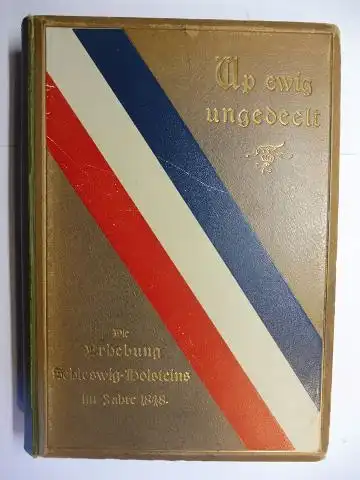 Up ewig
ungedeelt
Die
Erhebung
Schleswig-Holsteins
im Jahre 1848.